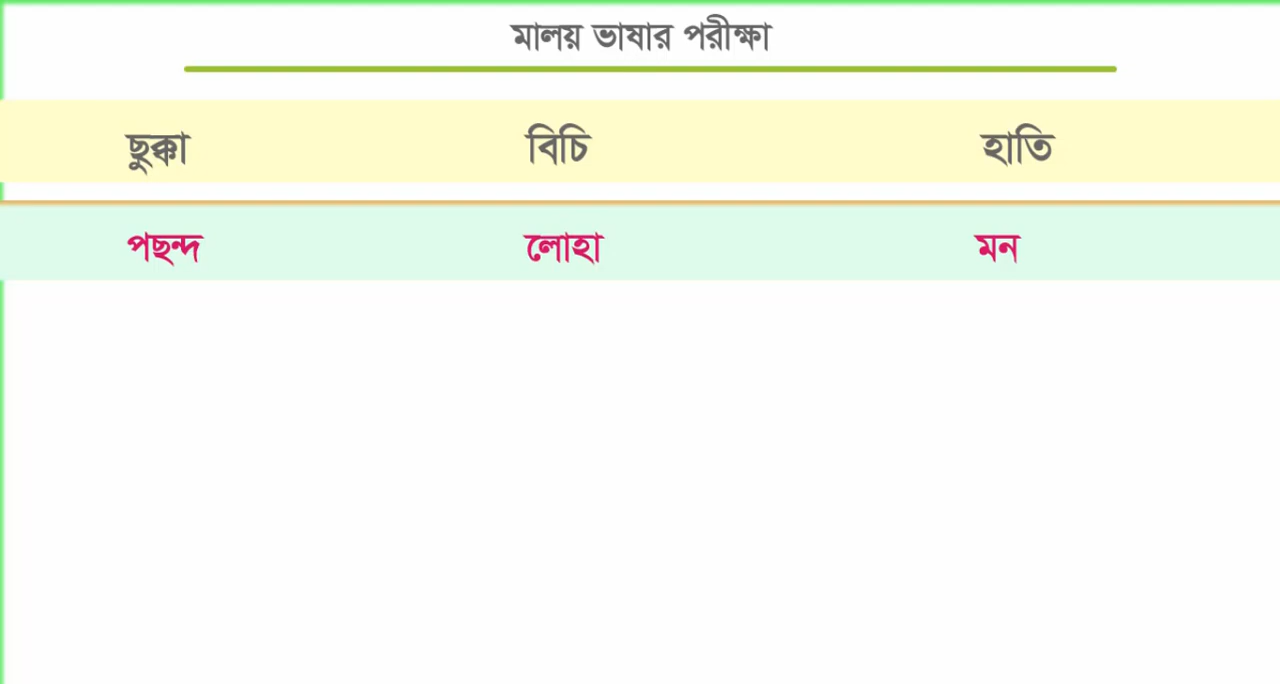 মালয় ভাষার পরীক্ষা
ছুক্কা বিচি হাতি
পছন্দ লোহা মন